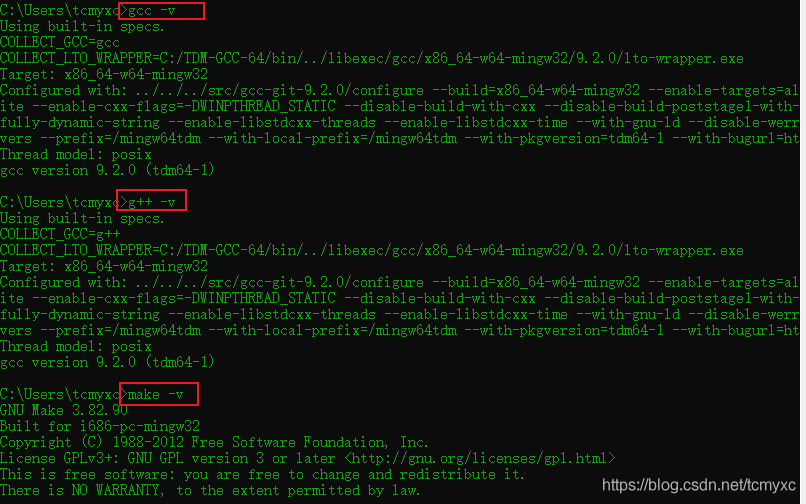 C:\Users\tcmyxc>gcc -v
Using built-in specs.
COLLECT_GCC=gcc
COLLECT_LTO_WRAPPER=C:/TDM-GCC-64/bin/../libexec/gcc/x86_64-w64-mingw32/9.2.0/lto-wrapper.exe
Target: x86_64-w64-mingw32
Configured with: ../../../src/gcc-git-9.2.0/configure --build=x86_64-w64-mingw32 --enable-targets=al
ite --enable-cxx-flags=-DWINPTHREAD_STATIC --disable-build-with-cxx --disable-build-poststage1-with-
fully-dynamic-string --enable-libstdcxx-threads --enable-libstdcxx-time --with-gnu-ld --disable-werr
vers --prefix=/mingw64tdm --with-local-prefix=/mingw64tdm --with-pkgversion=tdm64-1 --with-bugurl=ht
Thread model: posix
gcc version 9.2.0 (tdm64-1)
C:\Users\tcmyxc>g++ -v
Using built-in specs.
COLLECT_GCC=g++
COLLECT_LTO_WRAPPER=C:/TDM-GCC-64/bin/../libexec/gcc/x86_64-w64-mingw32/9.2.0/lto-wrapper.exe
Target: x86_64-w64-mingw32
Configured with: ../../../src/gcc-git-9.2.0/configure --build=x86_64-w64-mingw32 --enable-targets=al
ite --enable-cxx-flags=-DWINPTHREAD_STATIC --disable-build-with-cxx --disable-build-poststage1-with-
fully-dynamic-string --enable-libstdcxx-threads --enable-libstdcxx-time --with-gnu-ld --disable-werr
vers --prefix=/mingw64tdm --with-local-prefix=/mingw64tdm --with-pkgversion=tdm64-1 --with-bugurl=ht
Thread model: posix
gcc version 9.2.0 (tdm64-1)
C:\Users\tcmyxc>make -v
GNU Make 3.82.90
Built for i686-pc-mingw32
Copyright (C) 1988-2012 Free Software Foundation, Inc.
License GPLv3+: GNU GPL version 3 or later <http://gnu.org/licenses/gpl.html>
This is free software: you are free to change and redistribute it.
There is NO WARRANTY, to the extent permitted by law.
https://blog.csdn.net/tcmyxc